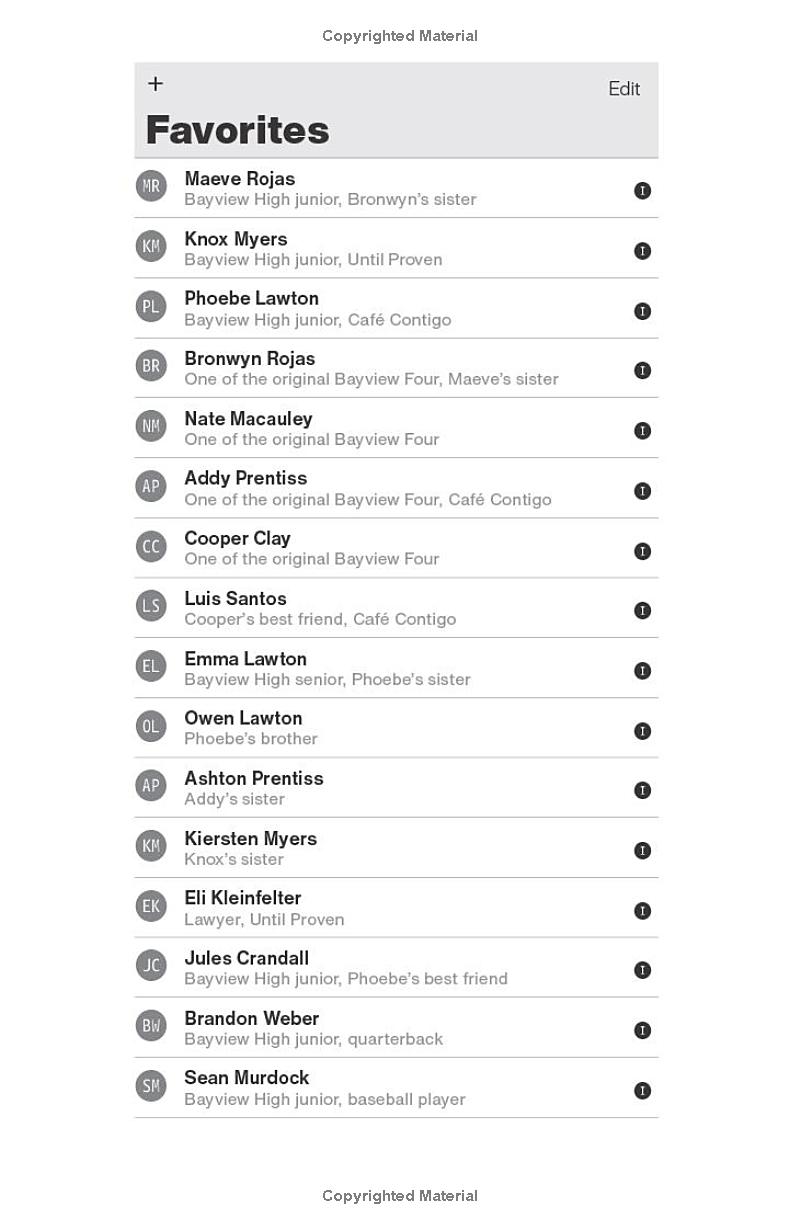 Copyrighted Material
+
Edit
Favorites
MR
Maeve Rojas
Bayview High junior, Bronwyn's sister
I
KM
Knox Myers
Bayview High junior, Until Proven
I
PL
Phoebe Lawton
Bayview High junior, Café Contigo
I
BR
Bronwyn Rojas
One of the original Bayview Four, Maeve's sister
I
NM
Nate Macauley
One of the original Bayview Four
I
AP
Addy Prentiss
One of the original Bayview Four, Café Contigo
I
CC
Cooper Clay
One of the original Bayview Four
I
LS
Luis Santos
Cooper's best friend, Café Contigo
I
EL
Emma Lawton
Bayview High senior, Phoebe's sister
I
OL
Owen Lawton
Phoebe's brother
I
AP
Ashton Prentiss
Addy's sister
I
KM
Kiersten Myers
Knox's sister
I
EK
Eli Kleinfelter
Lawyer, Until Proven
I
JC
Jules Crandall
Bayview High junior, Phoebe's best friend
I
BW
Brandon Weber
Bayview High junior, quarterback
I
SM
Sean Murdock
Bayview High junior, baseball player
I
Copyrighted Material